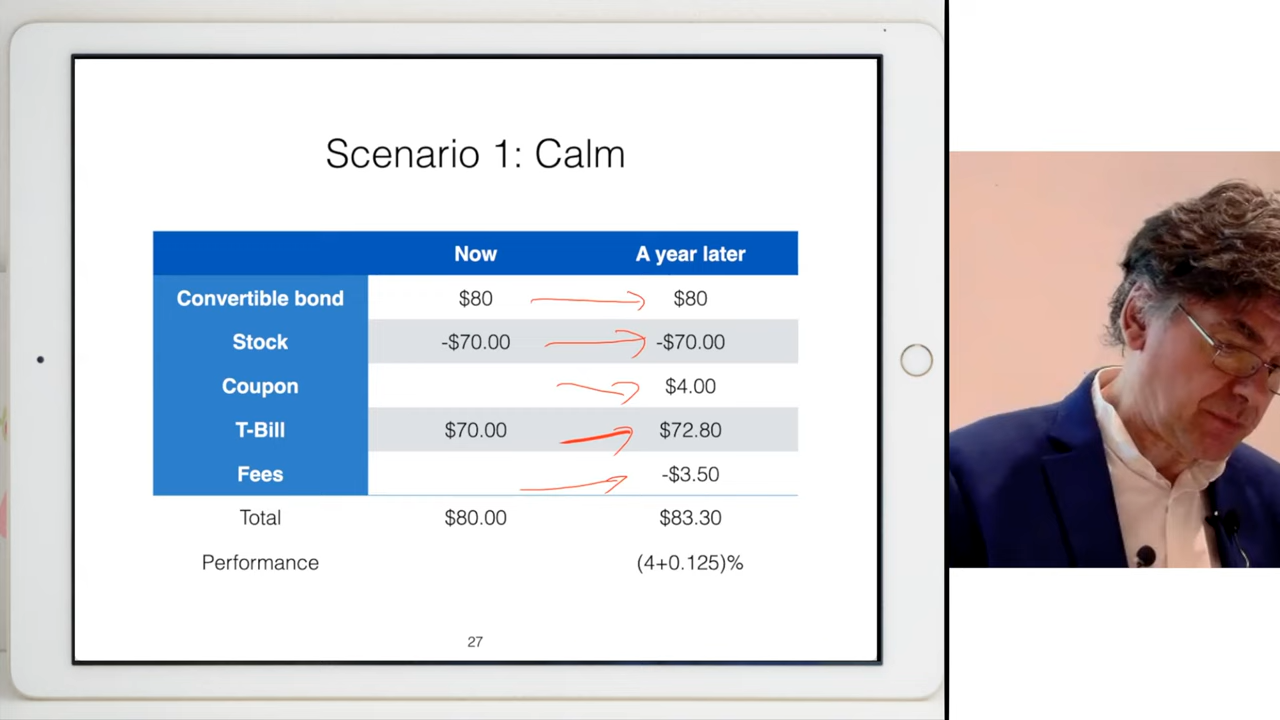 Scenario 1: Calm
Now A year later
Convertible bond $80 $80
Stock -$70.00 -$70.00
Coupon $4.00
T-Bill $70.00 $72.80
Fees -$3.50
Total $80.00 $83.30
Performance (4+0.125)%
27